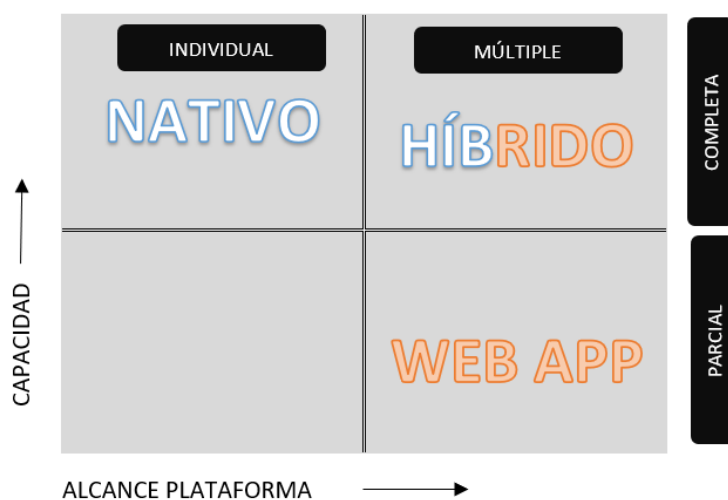 INDIVIDUAL
MÚLTIPLE
NATIVO
HÍBRIDO
COMPLETA
CAPACIDAD
WEB APP
PARCIAL
ALCANCE PLATAFORMA